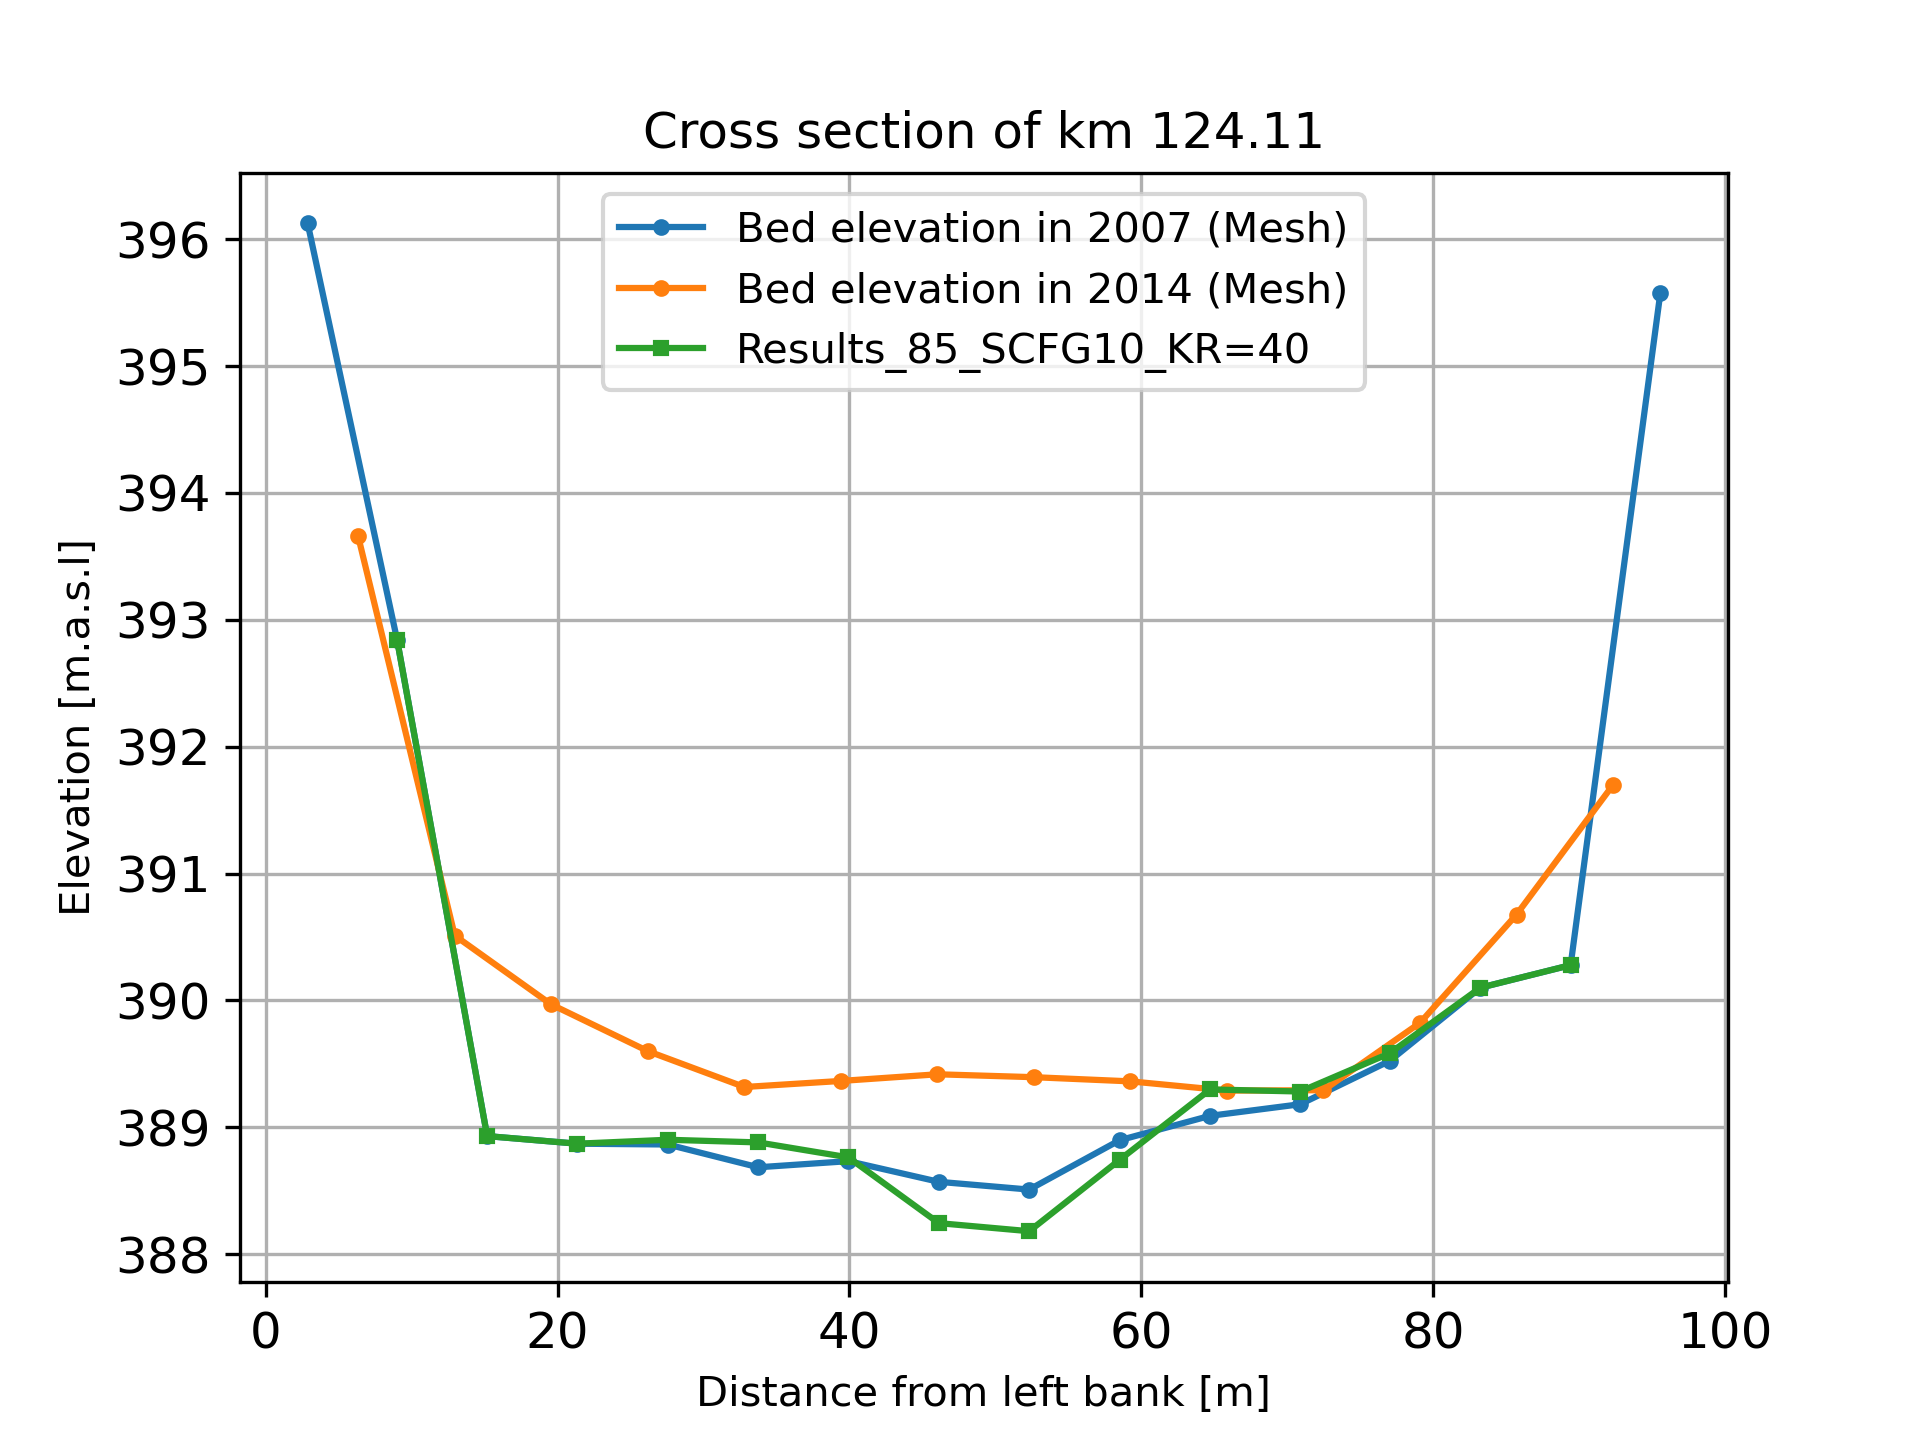 Cross section of km 124.11
Bed elevation in 2007 (Mesh)
Bed elevation in 2014 (Mesh)
Results_85_SCFG10_KR=40
Elevation [m.a.s.l]
396
395
394
393
392
391
390
389
388
0 20 40 60 80 100
Distance from left bank [m]